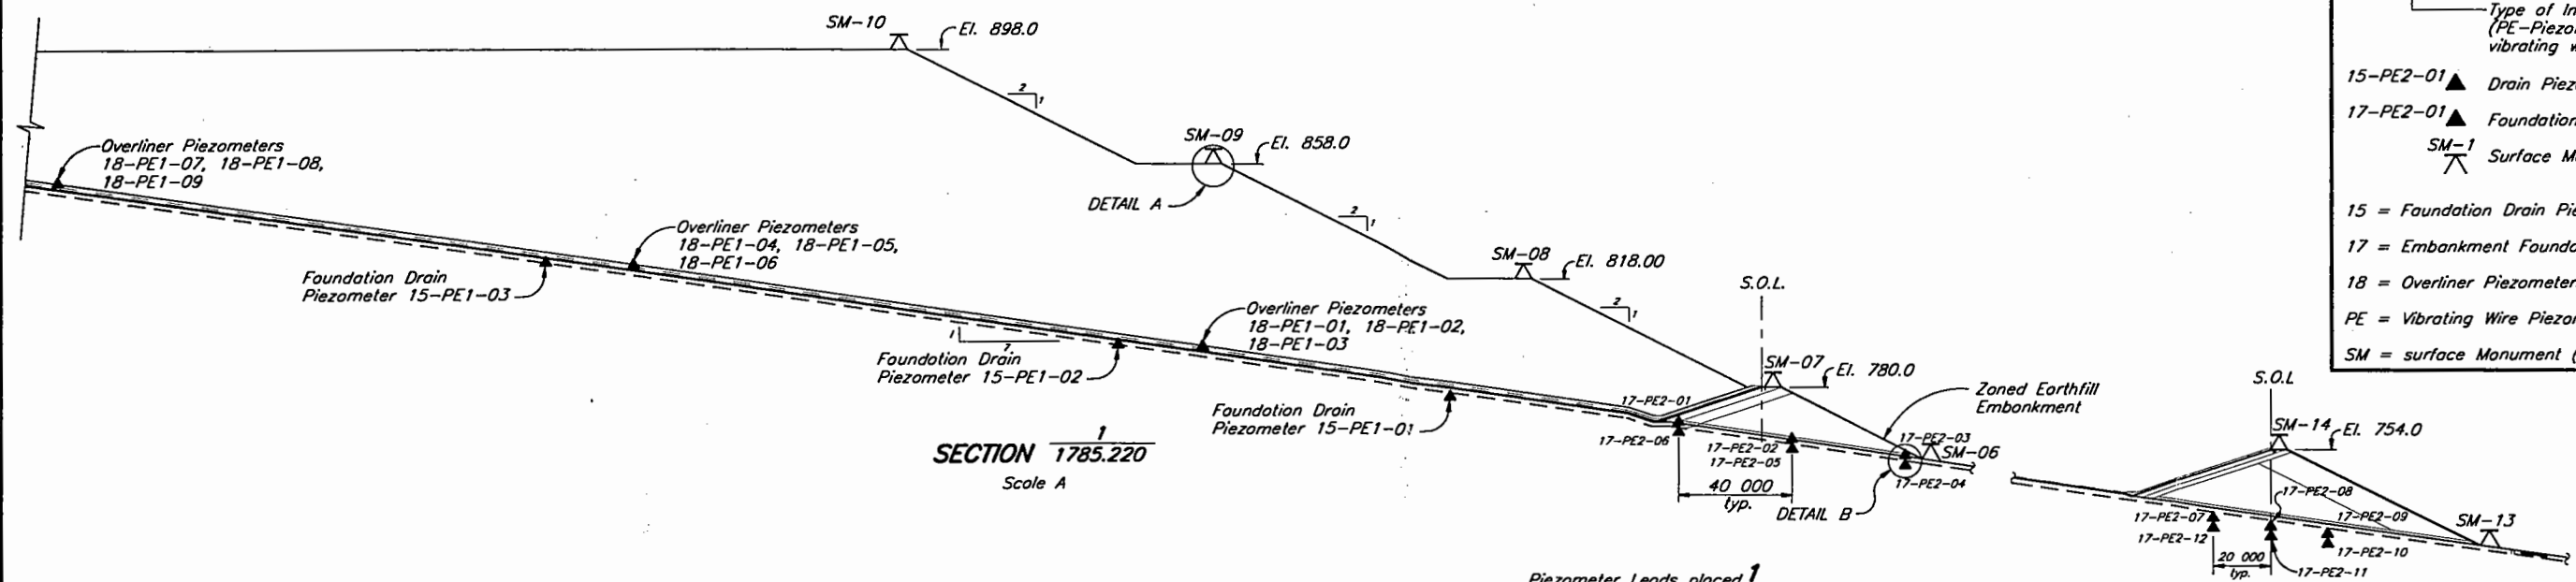 SM-10
El. 898.0
2
1
SM-09
El. 858.0
DETAIL A
2
1
Overliner Piezometers
18-PE1-07, 18-PE1-08,
18-PE1-09
Overliner Piezometers
18-PE1-04, 18-PE1-05,
18-PE1-06
Foundation Drain
Piezometer 15-PE1-03
SM-08
El. 818.00
2
1
S.O.L.
Overliner Piezometers
18-PE1-01, 18-PE1-02,
18-PE1-03
1
7
Foundation Drain
Piezometer 15-PE1-02
SM-07
El. 780.0
Zoned Earthfill
Embankment
Foundation Drain
Piezometer 15-PE1-01
17-PE2-01
17-PE2-06
17-PE2-02
17-PE2-05
17-PE2-03
SM-06
17-PE2-04
40 000
typ.
DETAIL B
SECTION 1
1785.220
Scale A
S.O.L
SM-14
El. 754.0
17-PE2-08
17-PE2-07
17-PE2-09
SM-13
17-PE2-12
17-PE2-10
20 000
typ.
17-PE2-11
Piezometer Leads placed
1
Type of In
(PE-Piezo
vibrating w
15-PE2-01 Drain Piez
17-PE2-01 Foundation
SM-1 Surface M
15 = Foundation Drain Pie
17 = Embankment Founda
18 = Overliner Piezometer
PE = Vibrating Wire Piezo
SM = surface Monument (